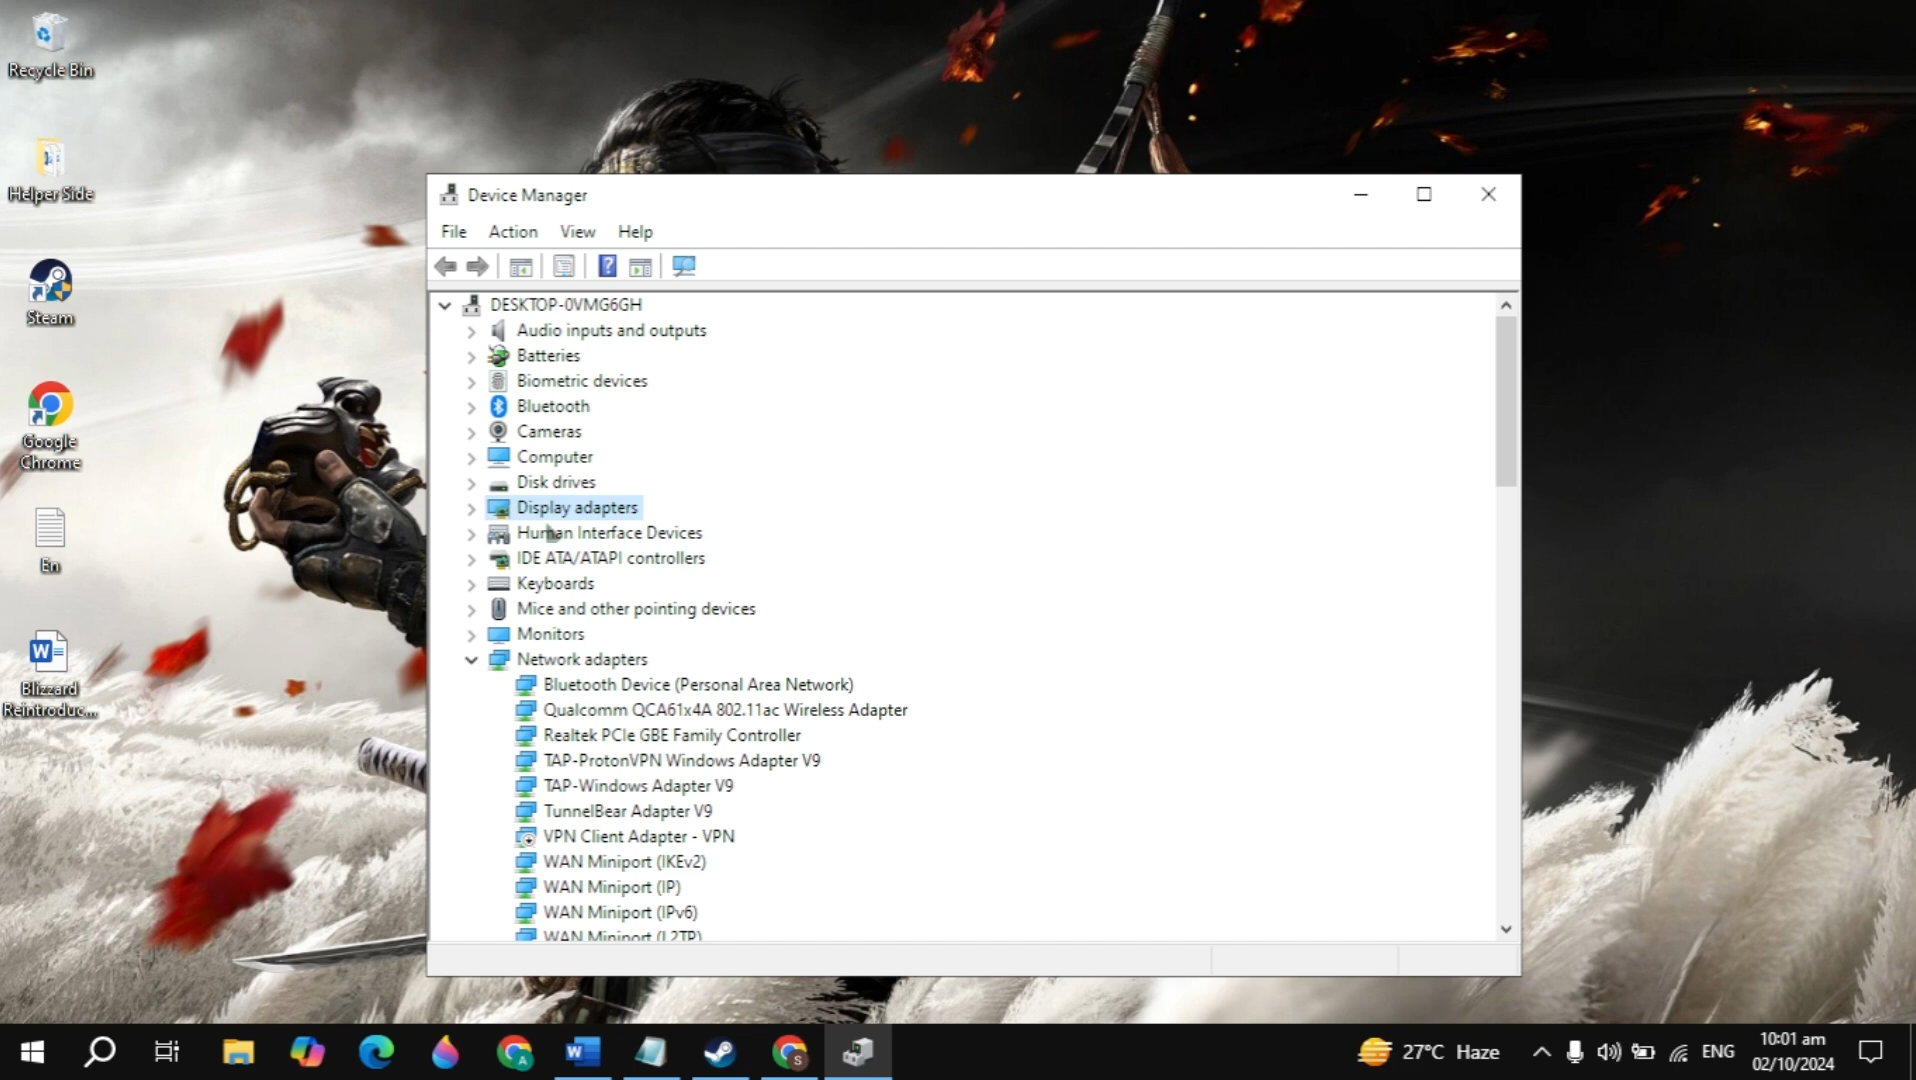 Recycle Bin
Helper Side
Steam
Google
Chrome
En
Blizzard
Reintroduc...
Device Manager
File Action View Help
DESKTOP-0VMG6GH
Audio inputs and outputs
Batteries
Biometric devices
Bluetooth
Cameras
Computer
Disk drives
Display adapters
Human Interface Devices
IDE ATA/ATAPI controllers
Keyboards
Mice and other pointing devices
Monitors
Network adapters
Bluetooth Device (Personal Area Network)
Qualcomm QCA61x4A 802.11ac Wireless Adapter
Realtek PCIe GBE Family Controller
TAP-ProtonVPN Windows Adapter V9
TAP-Windows Adapter V9
TunnelBear Adapter V9
VPN Client Adapter - VPN
WAN Miniport (IKEv2)
WAN Miniport (IP)
WAN Miniport (IPv6)
WAN Miniport (L2TP)
27°C Haze
ENG
10:01 am
02/10/2024